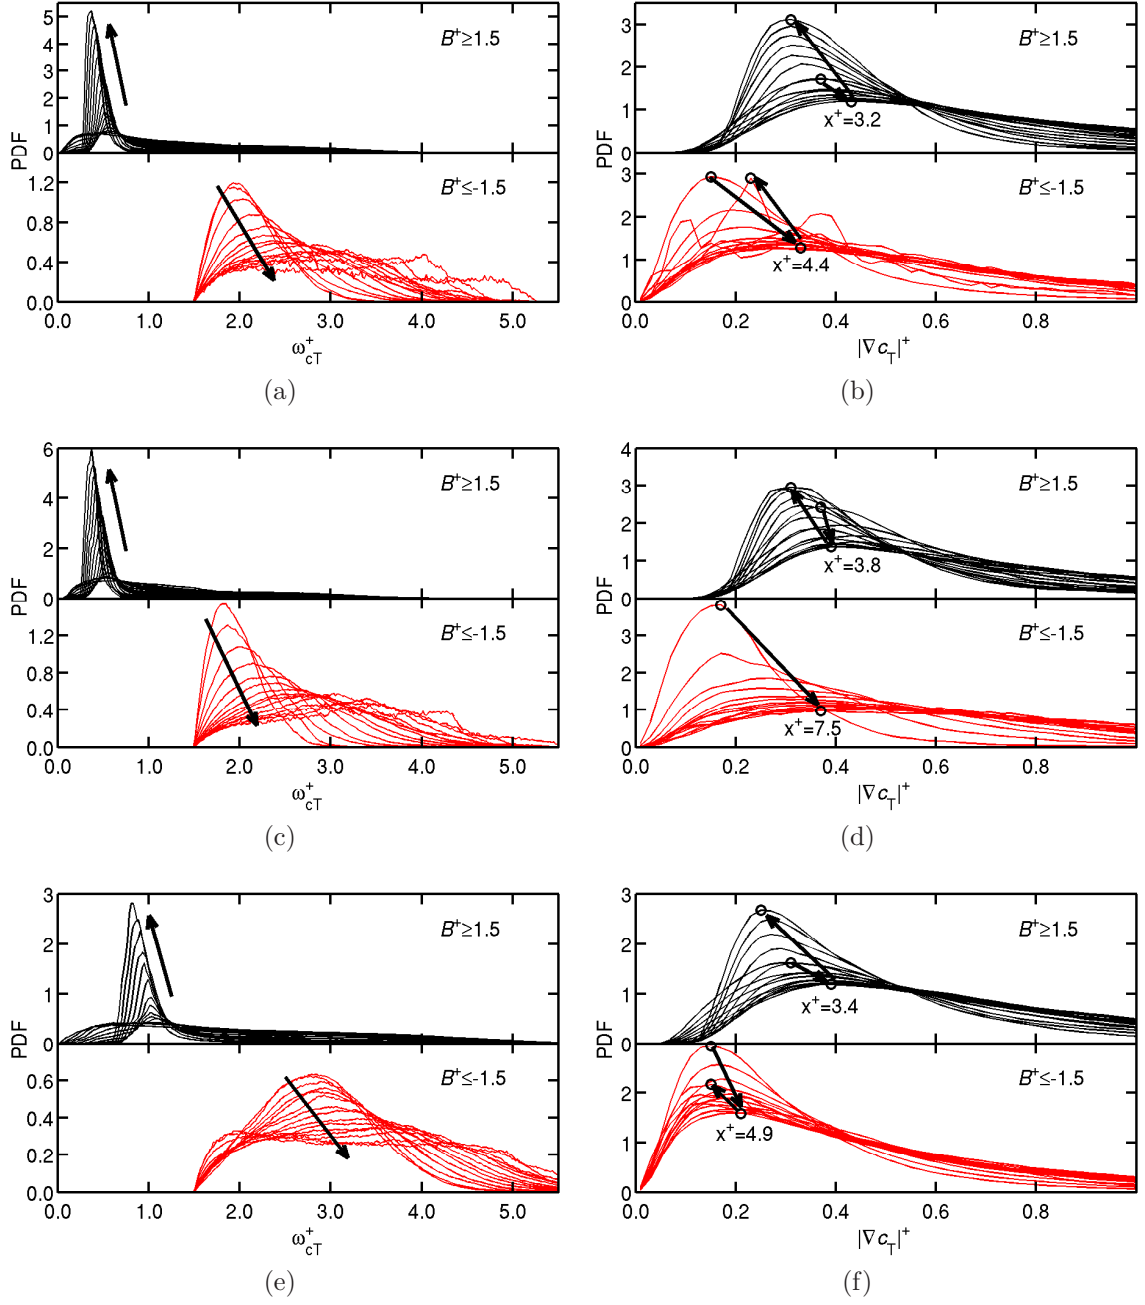 5
4
3
2
1
0
PDF
B⁺≥1.5
1.2
0.8
0.4
0.0
B⁺≤-1.5
0.0 1.0 2.0 3.0 4.0 5.0
ω⁺cT
(a)
3
2
1
0
PDF
B⁺≥1.5
x⁺=3.2
3
2
1
0
B⁺≤-1.5
x⁺=4.4
0.0 0.2 0.4 0.6 0.8
|∇cT|⁺
(b)
6
4
2
0
PDF
B⁺≥1.5
1.2
0.8
0.4
0.0
B⁺≤-1.5
0.0 1.0 2.0 3.0 4.0 5.0
ω⁺cT
(c)
4
3
2
1
0
PDF
B⁺≥1.5
x⁺=3.8
3
2
1
0
B⁺≤-1.5
x⁺=7.5
0.0 0.2 0.4 0.6 0.8
|∇cT|⁺
(d)
3
2
1
0
PDF
B⁺≥1.5
0.6
0.4
0.2
0.0
B⁺≤-1.5
0.0 1.0 2.0 3.0 4.0 5.0
ω⁺cT
(e)
3
2
1
0
PDF
B⁺≥1.5
x⁺=3.4
2
1
0
B⁺≤-1.5
x⁺=4.9
0.0 0.2 0.4 0.6 0.8
|∇cT|⁺
(f)